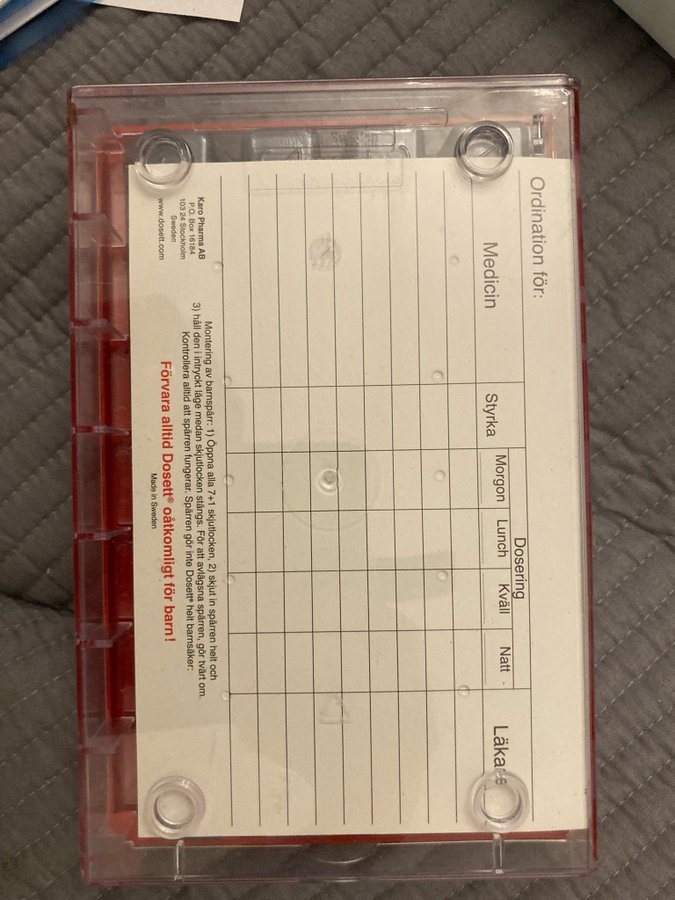 Ordination för:
Medicin
Styrka
Dosering
Morgon
Lunch
Kväll
Natt
Läkare
Karo Pharma AB
P.O. Box 16184
103 24 Stockholm
Sweden
www.dosett.com
Montering av barnspärr: 1) Öppna alla 7+1 skjutlocken, 2) skjut in spärren helt och
3) håll den i intryckt läge medan skjutlocken stängs. För att avlägsna spärren, gör tvärt om.
Kontrollera alltid att spärren fungerar. Spärren gör inte Dosett® helt barnsäker.
Förvara alltid Dosett® oåtkomligt för barn!
Made in Sweden